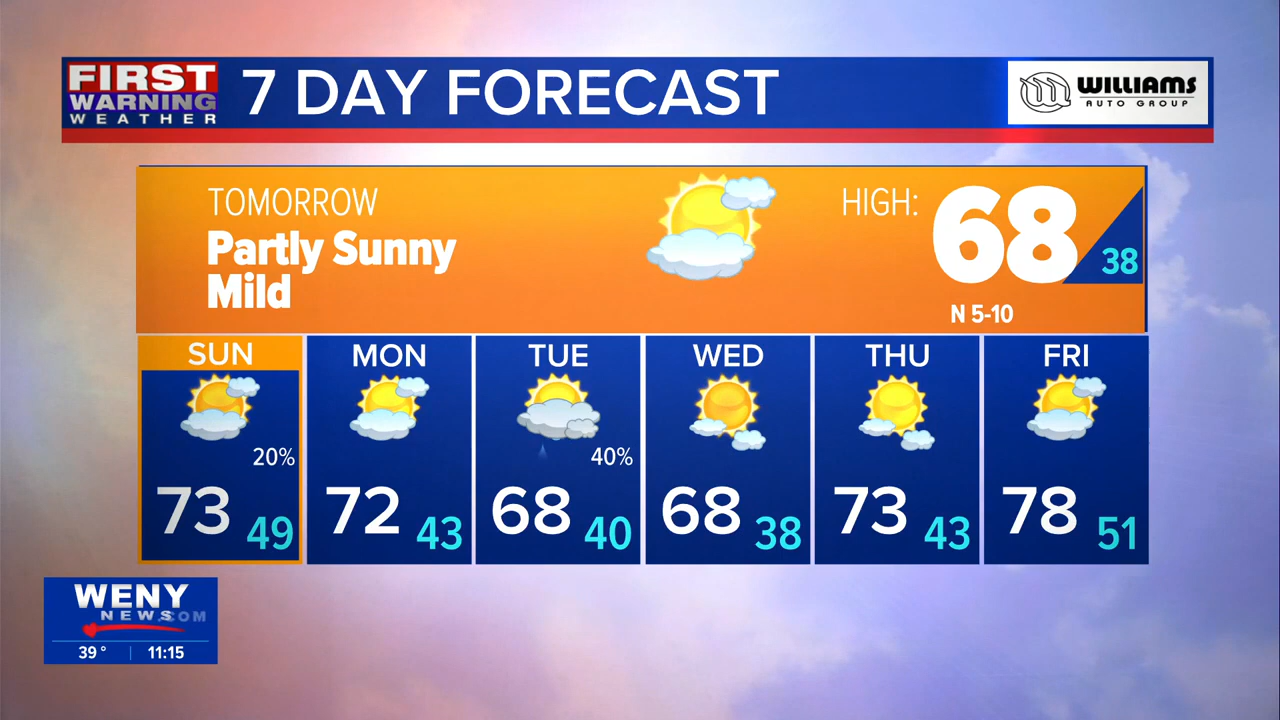 FIRST
WARNING
WEATHER
7 DAY FORECAST
WILLIAMS
AUTO GROUP
TOMORROW
Partly Sunny
Mild
HIGH:
68
38
N 5-10
SUN
20%
73
49
MON
72
43
TUE
40%
68
40
WED
68
38
THU
73
43
FRI
78
51
WENY
NEWS.COM
39° | 11:15